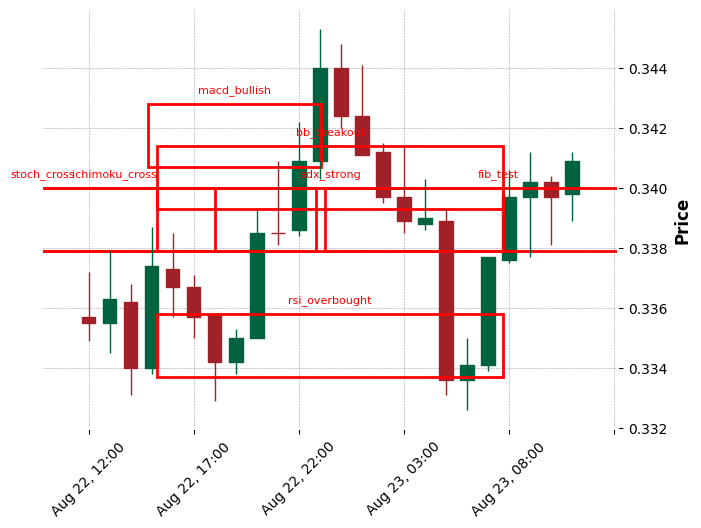 macd_bullish
bb_breakout
stoch_cross
ichimoku_cross
adx_strong
fib_test
rsi_overbought
0.344
0.342
0.340
0.338
0.336
0.334
0.332
Price
Aug 22, 12:00
Aug 22, 17:00
Aug 22, 22:00
Aug 23, 03:00
Aug 23, 08:00